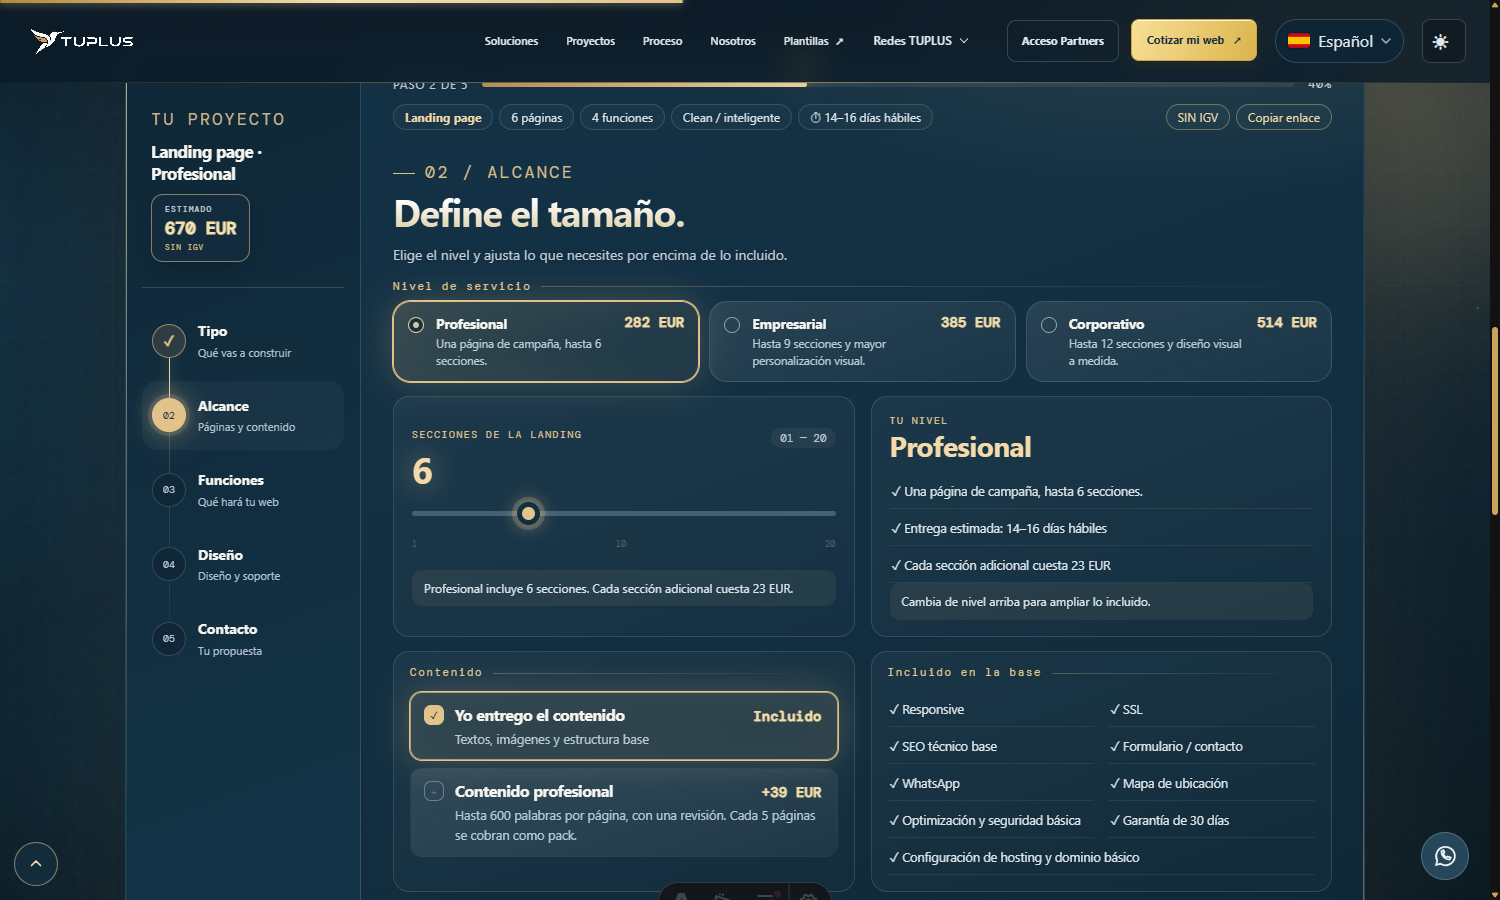 TUPLUS
Soluciones
Proyectos
Proceso
Nosotros
Plantillas ↗
Redes TUPLUS
Acceso Partners
Cotizar mi web ↗
Español
TU PROYECTO
Landing page ·
Profesional
ESTIMADO
670 EUR
SIN IGV
✓ Tipo
Qué vas a construir
02 Alcance
Páginas y contenido
03 Funciones
Qué hará tu web
04 Diseño
Diseño y soporte
05 Contacto
Tu propuesta
PASO 2 DE 5
40%
Landing page
6 páginas
4 funciones
Clean / inteligente
⏱ 14–16 días hábiles
SIN IGV
Copiar enlace
— 02 / ALCANCE
Define el tamaño.
Elige el nivel y ajusta lo que necesites por encima de lo incluido.
Nivel de servicio
Profesional 282 EUR
Una página de campaña, hasta 6
secciones.
Empresarial 385 EUR
Hasta 9 secciones y mayor
personalización visual.
Corporativo 514 EUR
Hasta 12 secciones y diseño visual
a medida.
SECCIONES DE LA LANDING 01 — 20
6
1 10 20
Profesional incluye 6 secciones. Cada sección adicional cuesta 23 EUR.
TU NIVEL
Profesional
✓ Una página de campaña, hasta 6 secciones.
✓ Entrega estimada: 14–16 días hábiles
✓ Cada sección adicional cuesta 23 EUR
Cambia de nivel arriba para ampliar lo incluido.
Contenido
✓ Yo entrego el contenido Incluido
Textos, imágenes y estructura base
+ Contenido profesional +39 EUR
Hasta 600 palabras por página, con una revisión. Cada 5 páginas
se cobran como pack.
Incluido en la base
✓ Responsive
✓ SSL
✓ SEO técnico base
✓ Formulario / contacto
✓ WhatsApp
✓ Mapa de ubicación
✓ Optimización y seguridad básica
✓ Garantía de 30 días
✓ Configuración de hosting y dominio básico